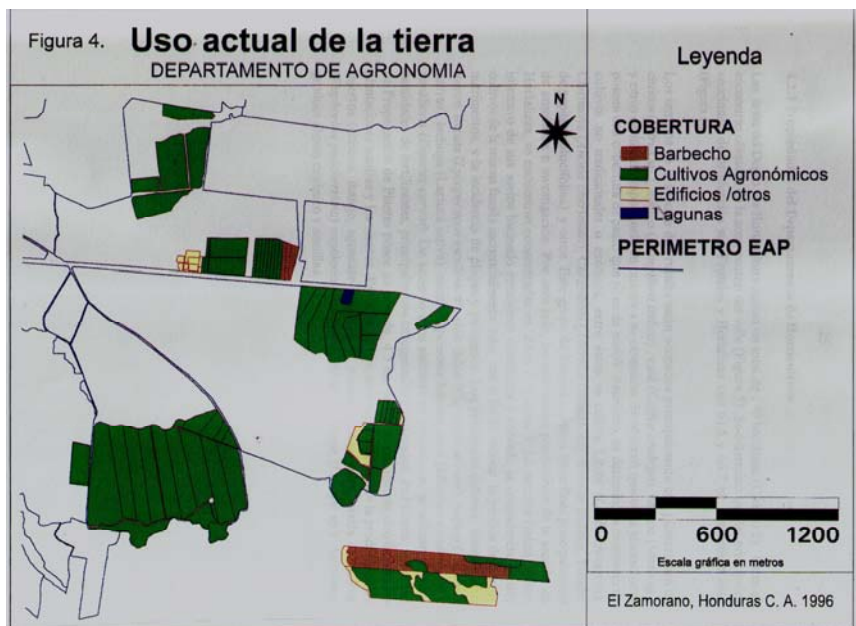 Figura 4.
Uso actual de la tierra
DEPARTAMENTO DE AGRONOMIA
N
Leyenda
COBERTURA
Barbecho
Cultivos Agronómicos
Edificios /otros
Lagunas
PERIMETRO EAP
0 600 1200
Escala gráfica en metros
El Zamorano, Honduras C. A. 1996